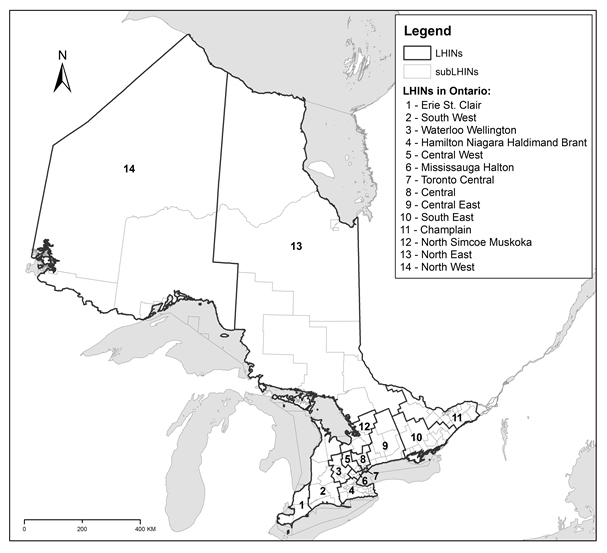 Legend
LHINs
subLHINs
LHINs in Ontario:
1 - Erie St. Clair
2 - South West
3 - Waterloo Wellington
4 - Hamilton Niagara Haldimand Brant
5 - Central West
6 - Mississauga Halton
7 - Toronto Central
8 - Central
9 - Central East
10 - South East
11 - Champlain
12 - North Simcoe Muskoka
13 - North East
14 - North West
N
14
13
12
11
10
9
5
8
3
7
6
4
2
1
0 200 400 KM